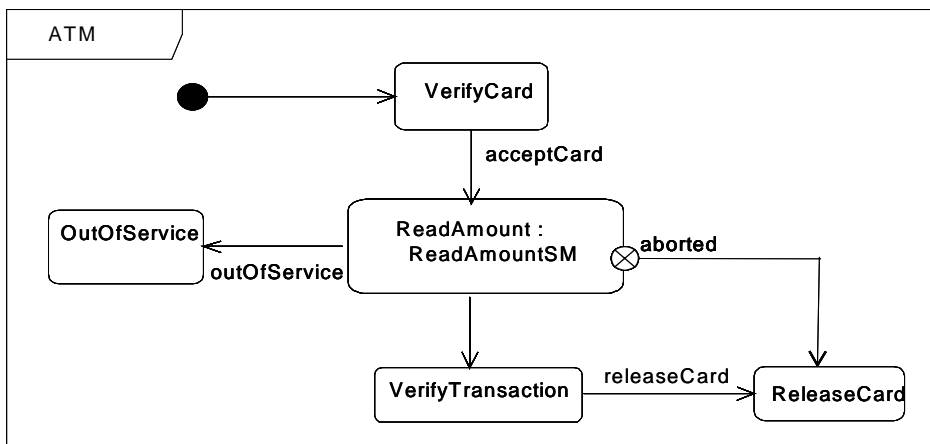 ATM
VerifyCard
acceptCard
ReadAmount :
ReadAmountSM
OutOfService
outOfService
aborted
VerifyTransaction
releaseCard
ReleaseCard